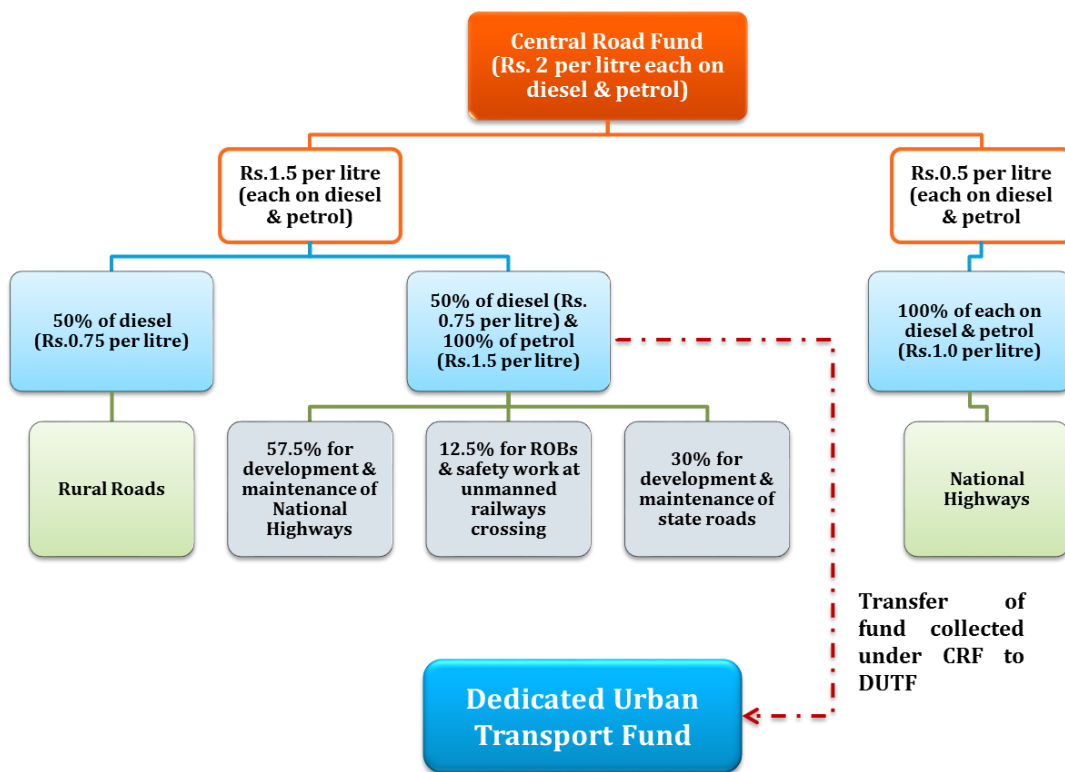 Central Road Fund
(Rs. 2 per litre each on
diesel & petrol)
Rs.1.5 per litre
(each on diesel
& petrol)
Rs.0.5 per litre
(each on diesel
& petrol
50% of diesel
(Rs.0.75 per litre)
50% of diesel (Rs.
0.75 per litre) &
100% of petrol
(Rs.1.5 per litre)
100% of each on
diesel & petrol
(Rs.1.0 per litre)
Rural Roads
57.5% for
development &
maintenance of
National
Highways
12.5% for ROBs
& safety work at
unmanned
railways
crossing
30% for
development &
maintenance of
state roads
National
Highways
Transfer of
fund collected
under CRF to
DUTF
Dedicated Urban
Transport Fund